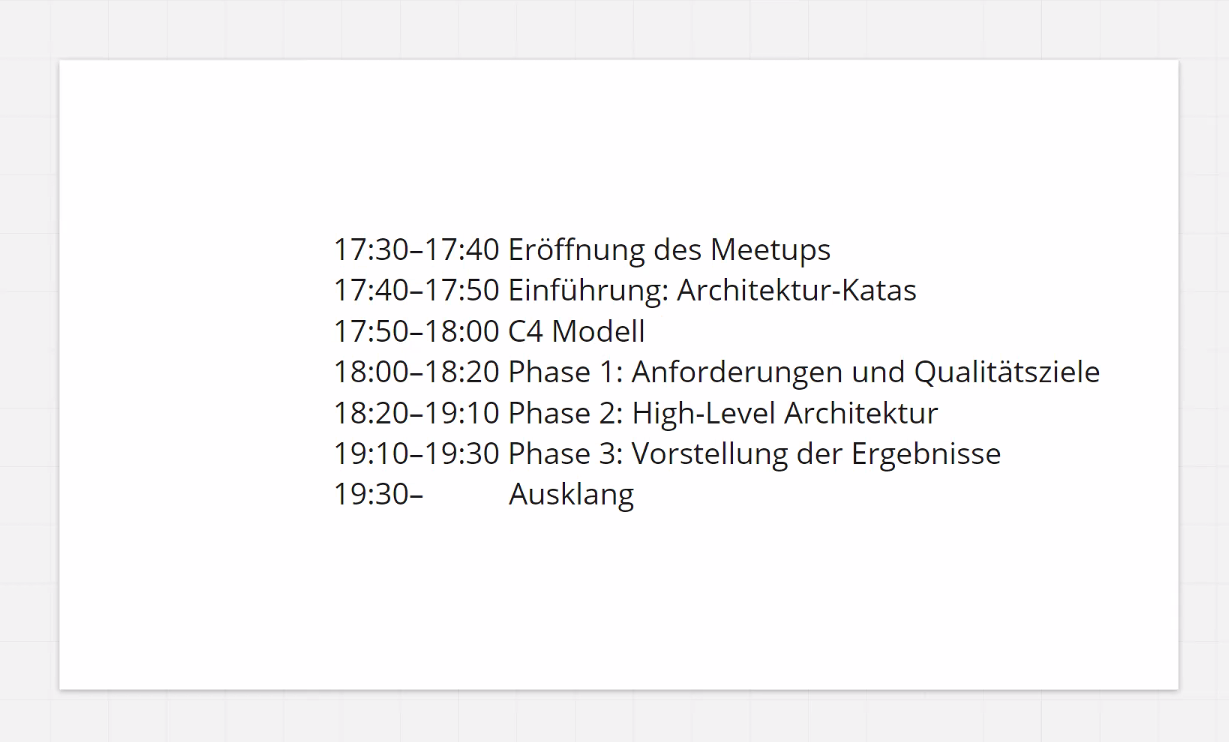 17:30–17:40 Eröffnung des Meetups
17:40–17:50 Einführung: Architektur-Katas
17:50–18:00 C4 Modell
18:00–18:20 Phase 1: Anforderungen und Qualitätsziele
18:20–19:10 Phase 2: High-Level Architektur
19:10–19:30 Phase 3: Vorstellung der Ergebnisse
19:30– Ausklang